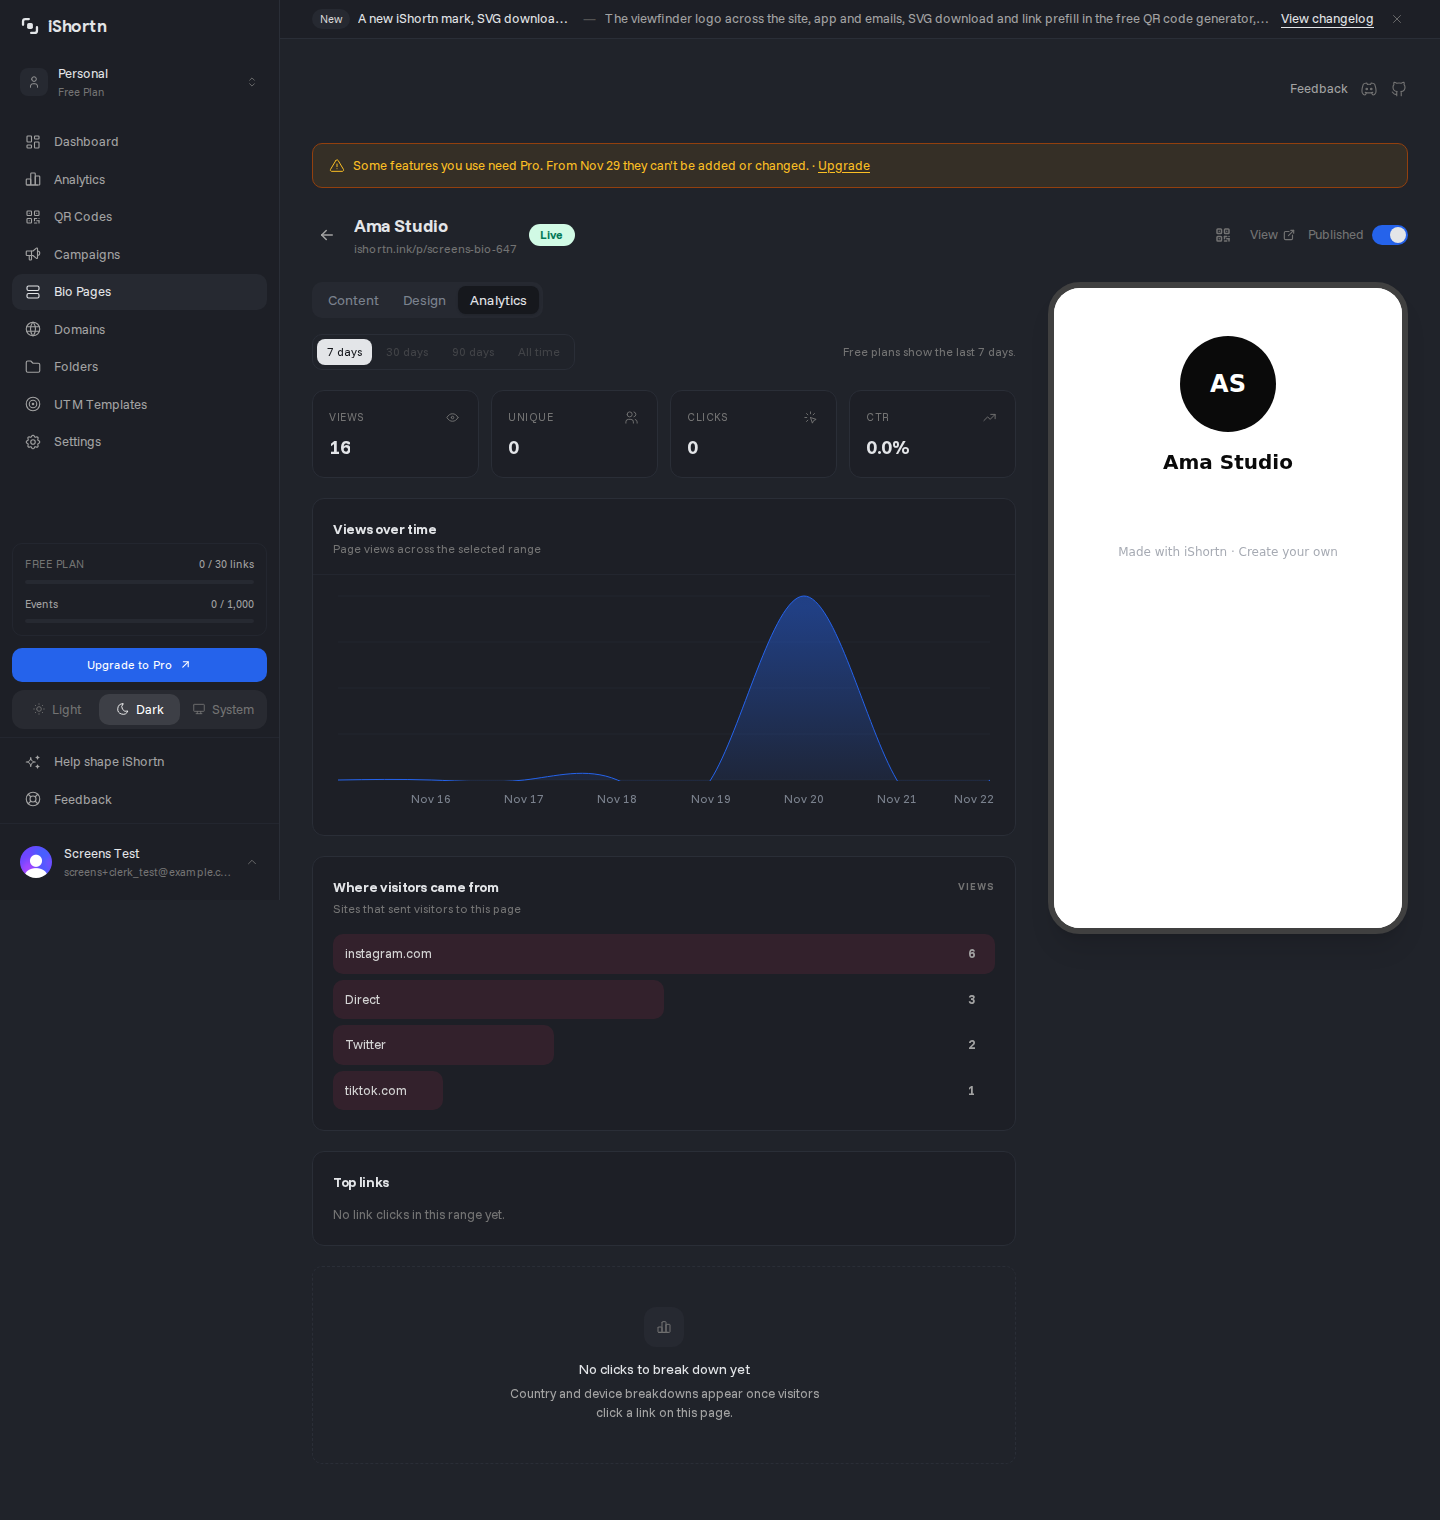 iShortn
Personal
Free Plan
Dashboard
Analytics
QR Codes
Campaigns
Bio Pages
Domains
Folders
UTM Templates
Settings
FREE PLAN 0 / 30 links
Events 0 / 1,000
Upgrade to Pro
Light Dark System
Help shape iShortn
Feedback
Screens Test
screens+clerk_test@example.c...
New A new iShortn mark, SVG downloa... — The viewfinder logo across the site, app and emails, SVG download and link prefill in the free QR code generator,... View changelog
Feedback
Some features you use need Pro. From Nov 29 they can't be added or changed. · Upgrade
Ama Studio
ishortn.ink/p/screens-bio-647
Live
View Published
Content Design Analytics
7 days 30 days 90 days All time
Free plans show the last 7 days.
VIEWS UNIQUE CLICKS CTR
16 0 0 0.0%
Views over time
Page views across the selected range
Nov 16 Nov 17 Nov 18 Nov 19 Nov 20 Nov 21 Nov 22
Where visitors came from VIEWS
Sites that sent visitors to this page
instagram.com 6
Direct 3
Twitter 2
tiktok.com 1
Top links
No link clicks in this range yet.
No clicks to break down yet
Country and device breakdowns appear once visitors
click a link on this page.
AS
Ama Studio
Made with iShortn · Create your own